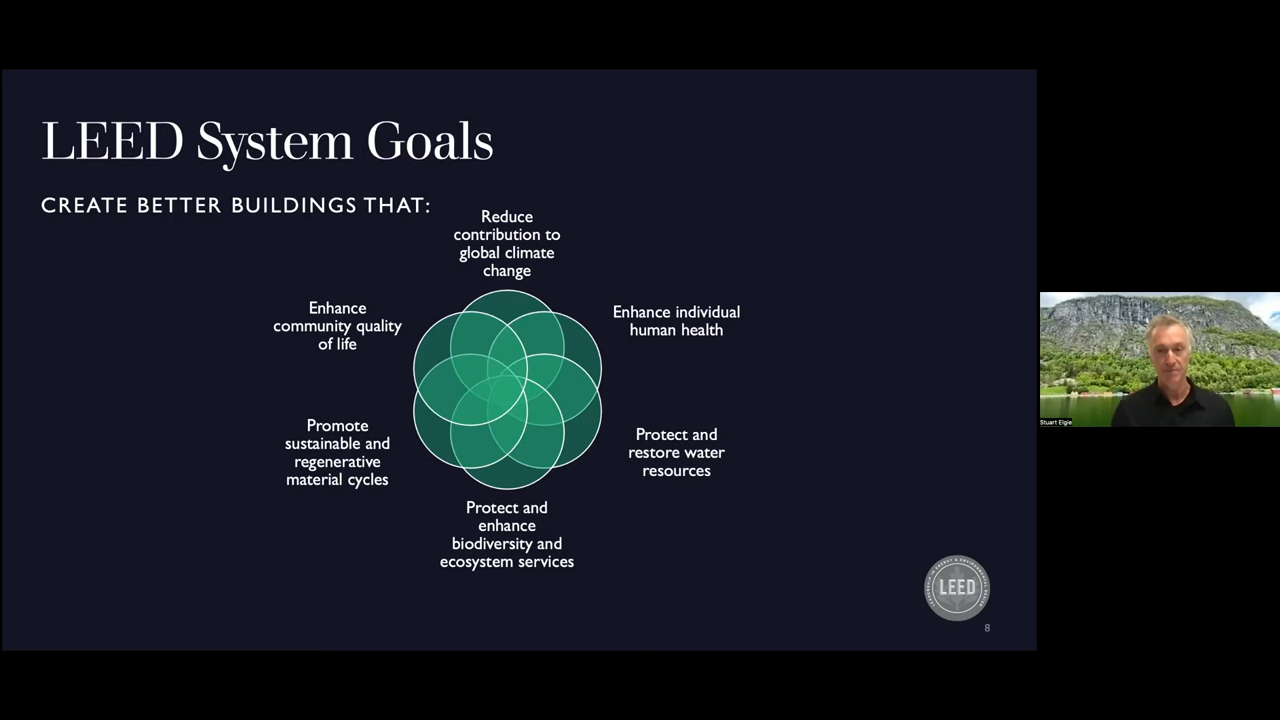 LEED System Goals
CREATE BETTER BUILDINGS THAT:
Reduce
contribution to
global climate
change
Enhance individual
human health
Protect and
restore water
resources
Protect and
enhance
biodiversity and
ecosystem services
Promote
sustainable and
regenerative
material cycles
Enhance
community quality
of life
LEED
8
Stuart Elgie